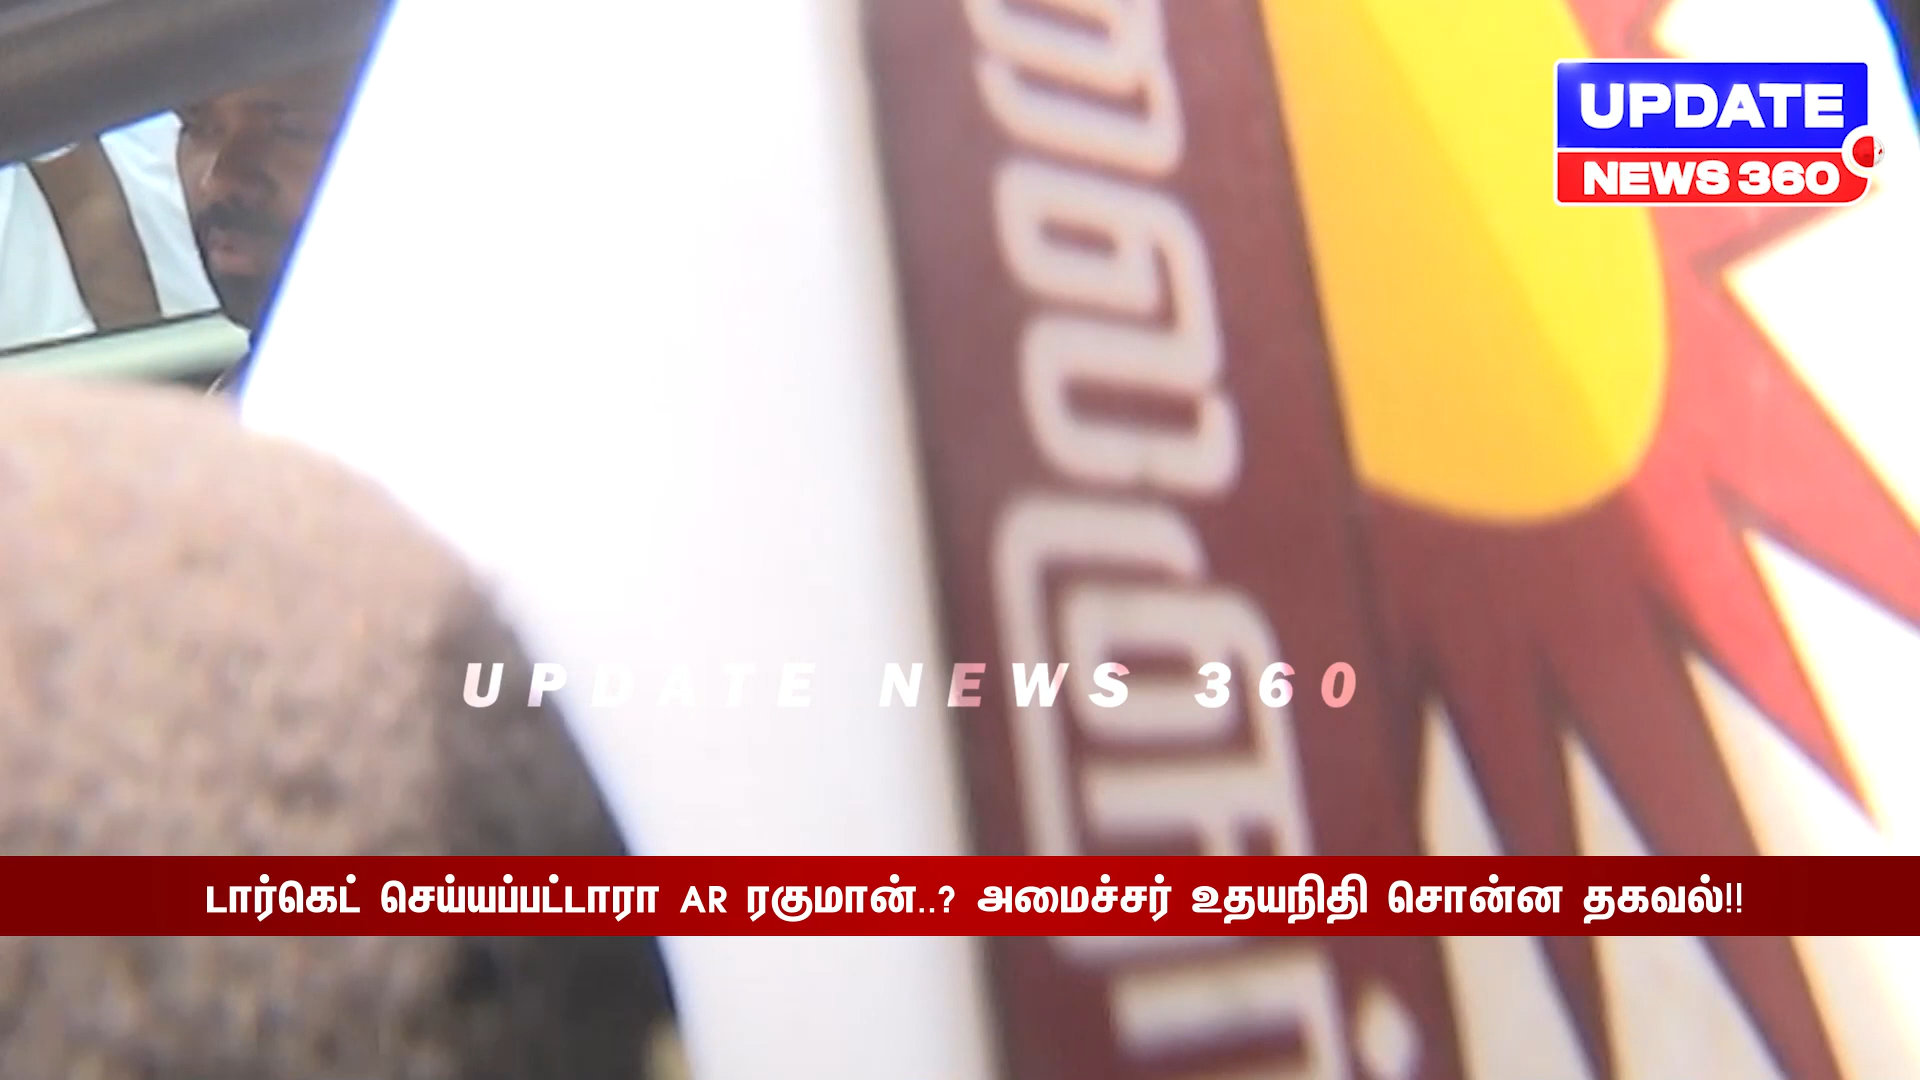 UPDATE
NEWS 360
UPDATE NEWS 360
டார்கெட் செய்யப்பட்டாரா AR ரகுமான்..? அமைச்சர் உதயநிதி சொன்ன தகவல்!!